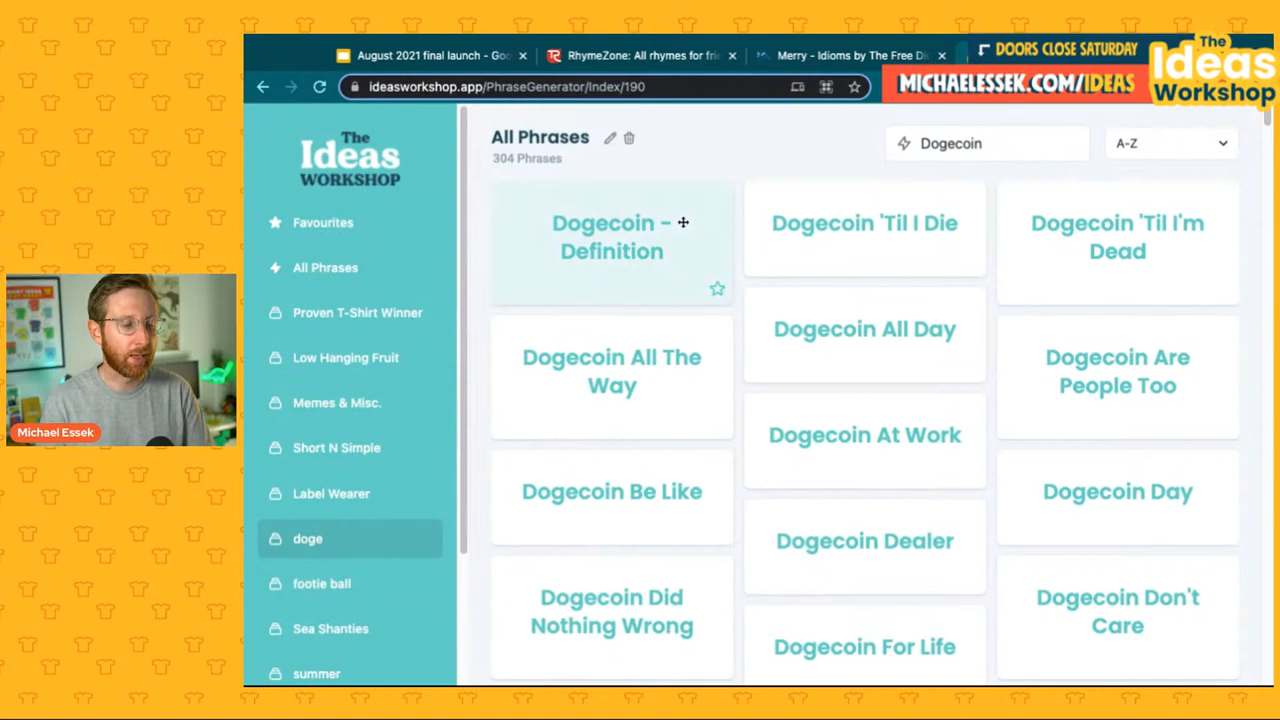 August 2021 final launch - Goo
RhymeZone: All rhymes for frie
Merry - Idioms by The Free Di
DOORS CLOSE SATURDAY
MICHAELESSEK.COM/IDEAS
The
Ideas
Workshop
ideasworkshop.app/PhraseGenerator/Index/190
The
Ideas
WORKSHOP
Favourites
All Phrases
Proven T-Shirt Winner
Low Hanging Fruit
Memes & Misc.
Short N Simple
Label Wearer
doge
footie ball
Sea Shanties
summer
All Phrases
304 Phrases
Dogecoin
A-Z
Dogecoin -
Definition
Dogecoin 'Til I Die
Dogecoin 'Til I'm
Dead
Dogecoin All The
Way
Dogecoin All Day
Dogecoin Are
People Too
Dogecoin At Work
Dogecoin Be Like
Dogecoin Day
Dogecoin Dealer
Dogecoin Did
Nothing Wrong
Dogecoin For Life
Dogecoin Don't
Care
Michael Essek